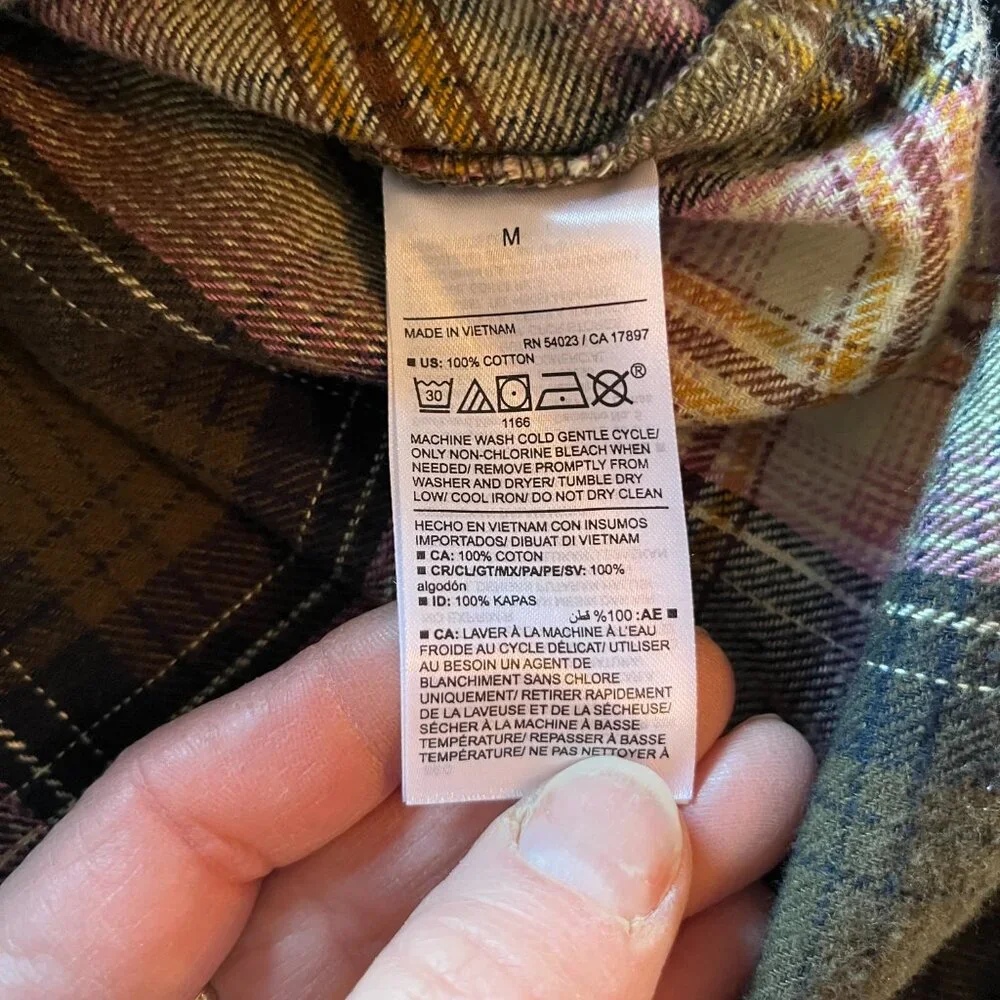 M
MADE IN VIETNAM
RN 54023 / CA 17897
■ US: 100% COTTON
30 ®
1166
MACHINE WASH COLD GENTLE CYCLE/
ONLY NON-CHLORINE BLEACH WHEN
NEEDED/ REMOVE PROMPTLY FROM
WASHER AND DRYER/ TUMBLE DRY
LOW/ COOL IRON/ DO NOT DRY CLEAN
HECHO EN VIETNAM CON INSUMOS
IMPORTADOS/ DIBUAT DI VIETNAM
■ CA: 100% COTON
■ CR/CL/GT/MX/PA/PE/SV: 100%
algodón
■ ID: 100% KAPAS
■ AE: 100% قطن
■ CA: LAVER À LA MACHINE À L'EAU
FROIDE AU CYCLE DÉLICAT/ UTILISER
AU BESOIN UN AGENT DE
BLANCHIMENT SANS CHLORE
UNIQUEMENT/ RETIRER RAPIDEMENT
DE LA LAVEUSE ET DE LA SÉCHEUSE/
SÉCHER À LA MACHINE À BASSE
TEMPÉRATURE/ REPASSER À BASSE
TEMPÉRATURE/ NE PAS NETTOYER À